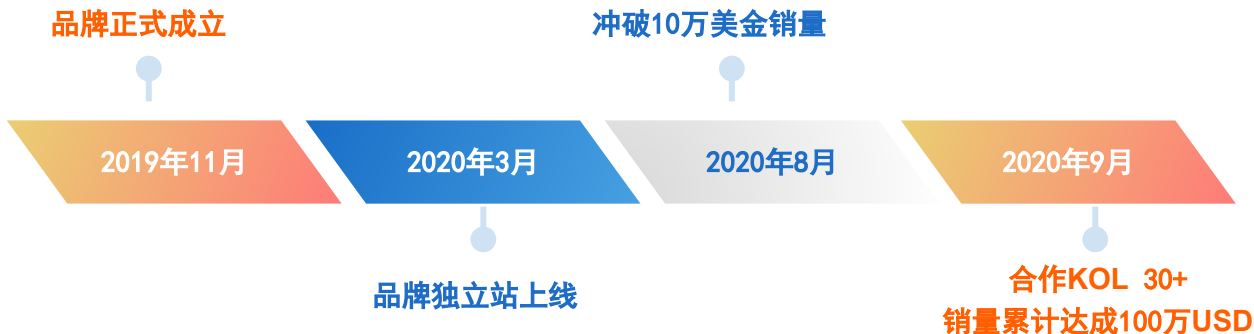 品牌正式成立
冲破10万美金销量
2019年11月
2020年3月
2020年8月
2020年9月
品牌独立站上线
合作KOL 30+
销量累计达成100万USD